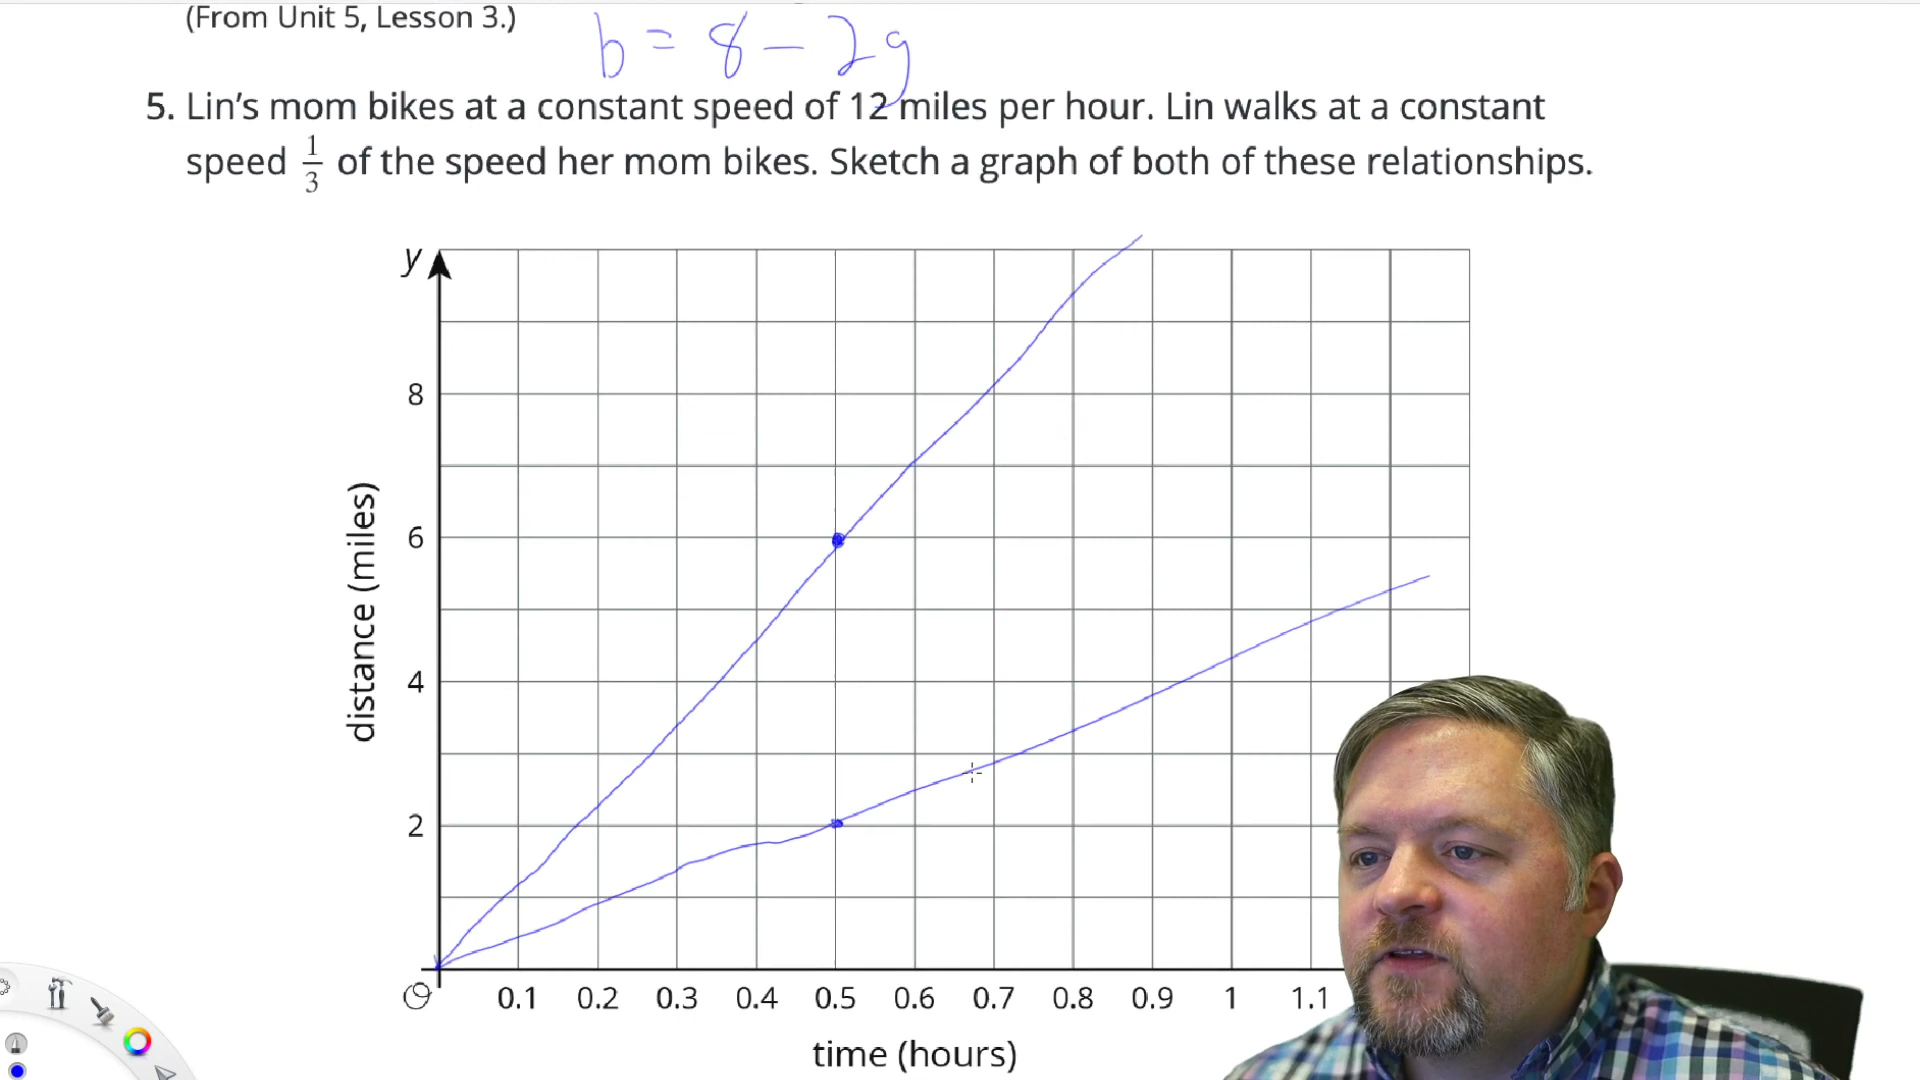 (From Unit 5, Lesson 3.)
b = 8 - 2g
5. Lin's mom bikes at a constant speed of 12 miles per hour. Lin walks at a constant
speed 1/3 of the speed her mom bikes. Sketch a graph of both of these relationships.
y
8
6
4
2
distance (miles)
O 0.1 0.2 0.3 0.4 0.5 0.6 0.7 0.8 0.9 1 1.1
time (hours)